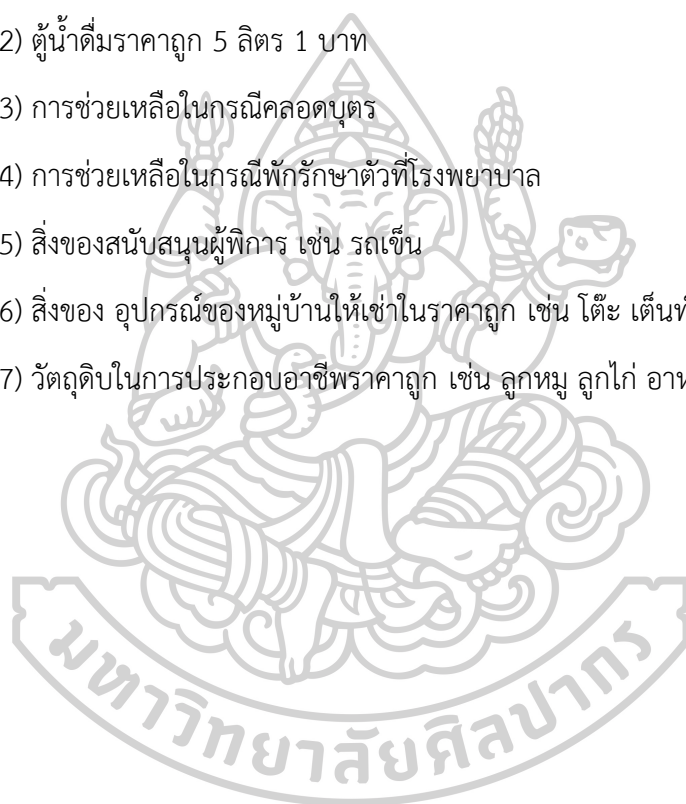 2) ตู้น้ำดื่มราคาถูก 5 ลิตร 1 บาท
3) การช่วยเหลือในกรณีคลอดบุตร
4) การช่วยเหลือในกรณีพักรักษาตัวที่โรงพยาบาล
5) สิ่งของสนับสนุนผู้พิการ เช่น รถเข็น
6) สิ่งของ อุปกรณ์ของหมู่บ้านให้เช่าในราคาถูก เช่น โต๊ะ
7) วัตถุดิบในการประกอบอาชีพราคาถูก เช่น ลูกหมู ลูกไก่
มหาวิทยาลัยศิลปากร